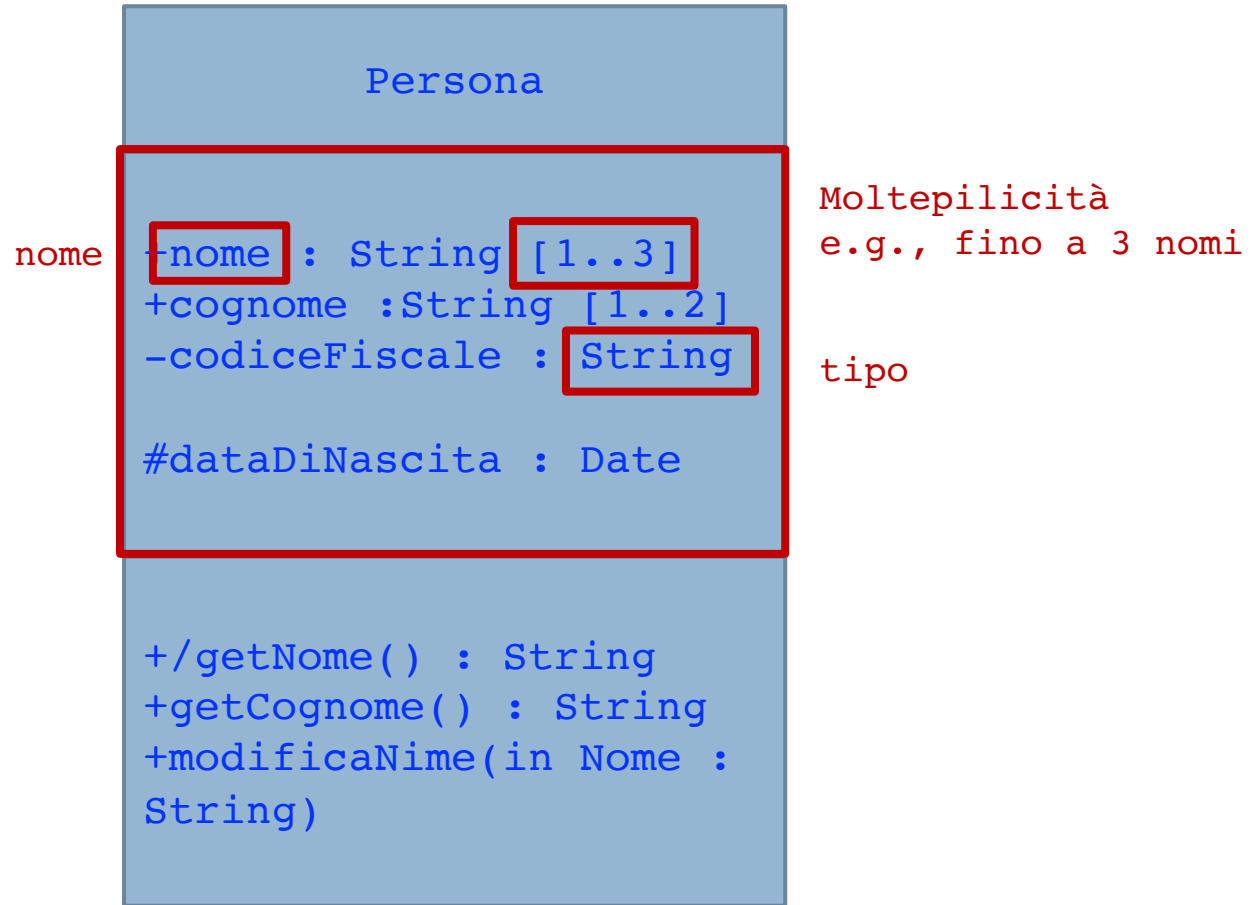 Persona
nome
+nome : String [1..3]
+cognome :String [1..2]
-codiceFiscale : String
#dataDiNascita : Date
Moltepilicità
e.g., fino a 3 nomi
tipo
+/getNome() : String
+getCognome() : String
+modificaNime(in Nome :
String)